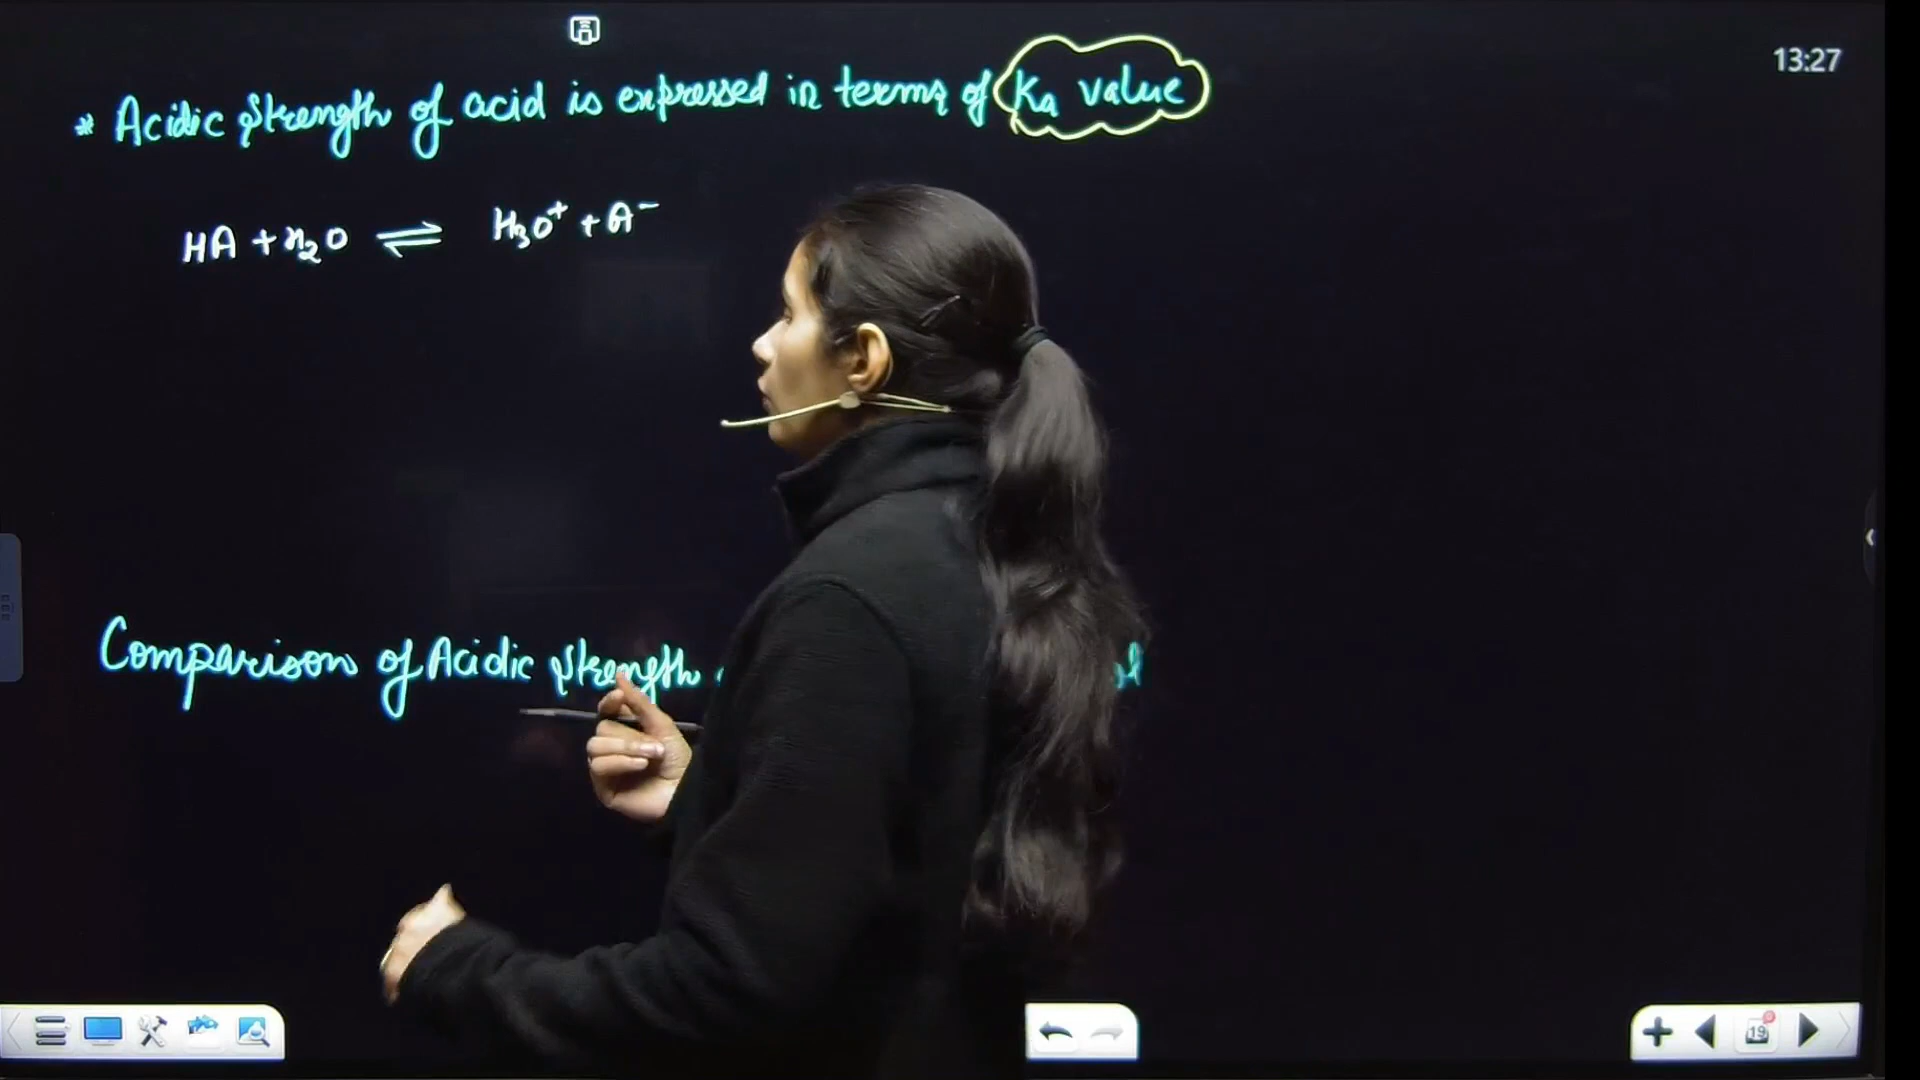 13:27
* Acidic Strength of acid is expressed in terms of Ka value
HA + H₂O ⇌ H₃O⁺ + A⁻
Comparison of Acidic Strength
19